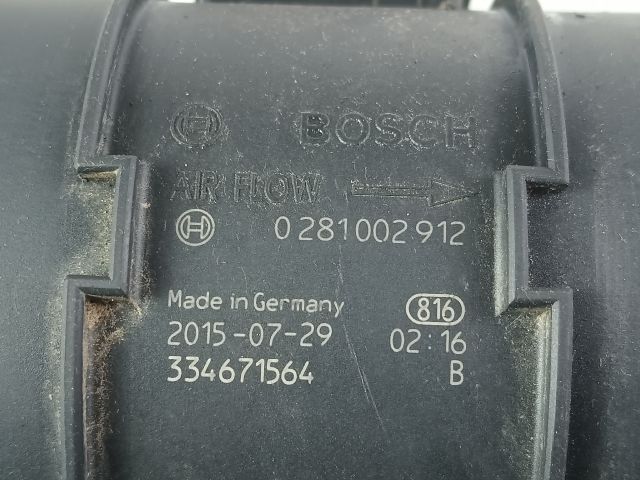 BOSCH
AIR FLOW
0 281 002 912
Made in Germany 816
2015-07-29 02:16
334671564 B